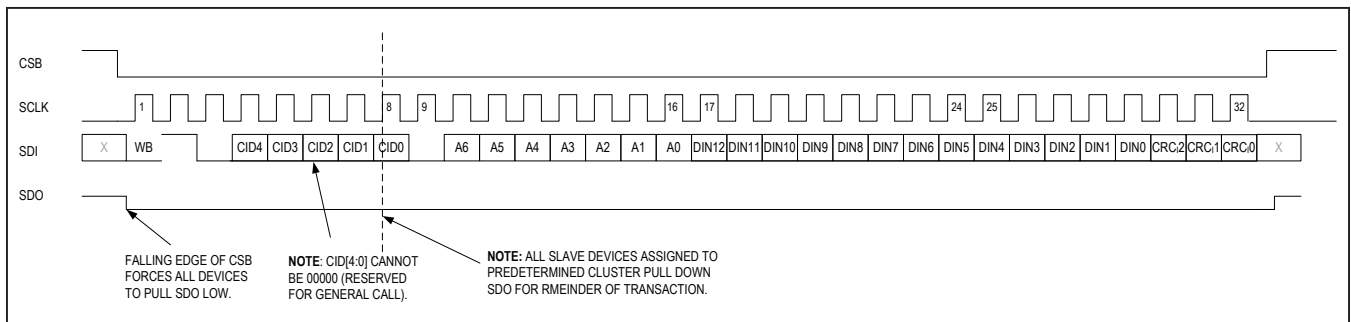 CSB
SCLK 1 8 9 16 17 24 25 32
SDI X WB CID4 CID3 CID2 CID1 CID0 A6 A5 A4 A3 A2 A1 A0 DIN12 DIN11 DIN10 DIN9 DIN8 DIN7 DIN6 DIN5 DIN4 DIN3 DIN2 DIN1 DIN0 CRCI2 CRCI1 CRCI0 X
SDO
FALLING EDGE OF CSB
FORCES ALL DEVICES
TO PULL SDO LOW.
NOTE: CID[4:0] CANNOT
BE 00000 (RESERVED
FOR GENERAL CALL).
NOTE: ALL SLAVE DEVICES ASSIGNED TO
PREDETERMINED CLUSTER PULL DOWN
SDO FOR RMEINDER OF TRANSACTION.